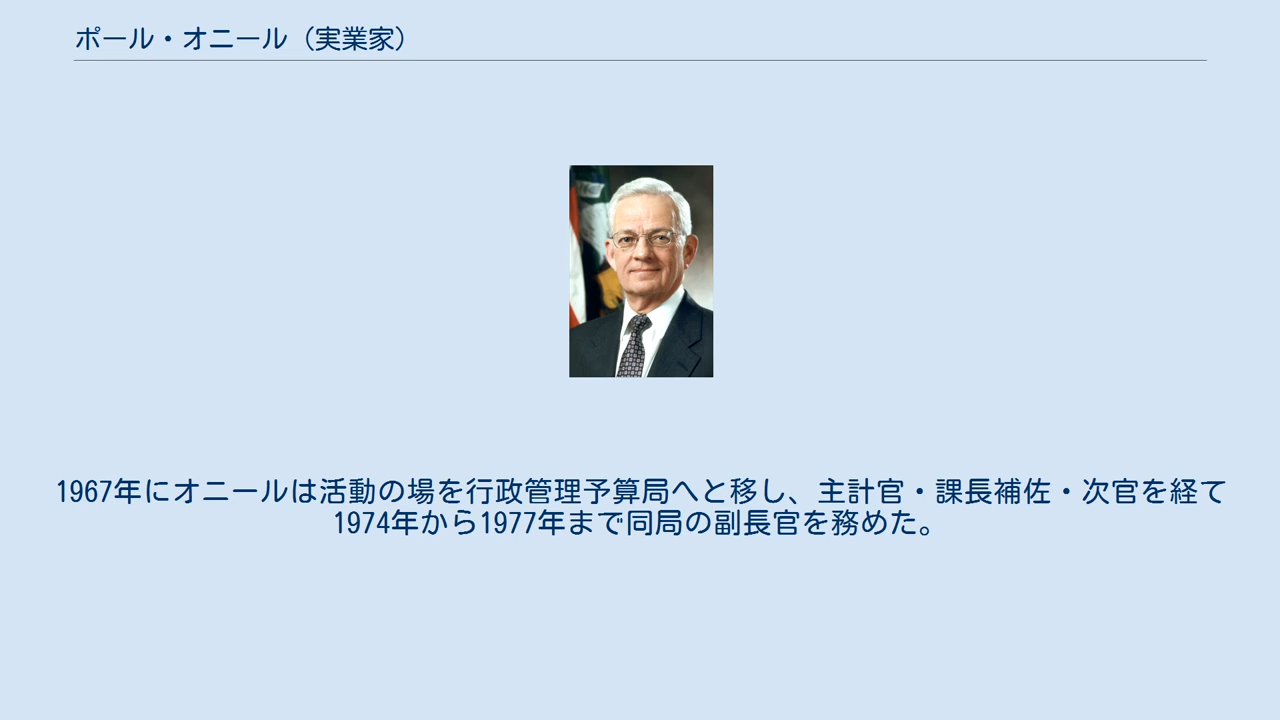 ポール・オニール（実業家）
1967年にオニールは活動の場を行政管理予算局へと移し、主計官・課長補佐・次官を経て
1974年から1977年まで同局の副長官を務めた。